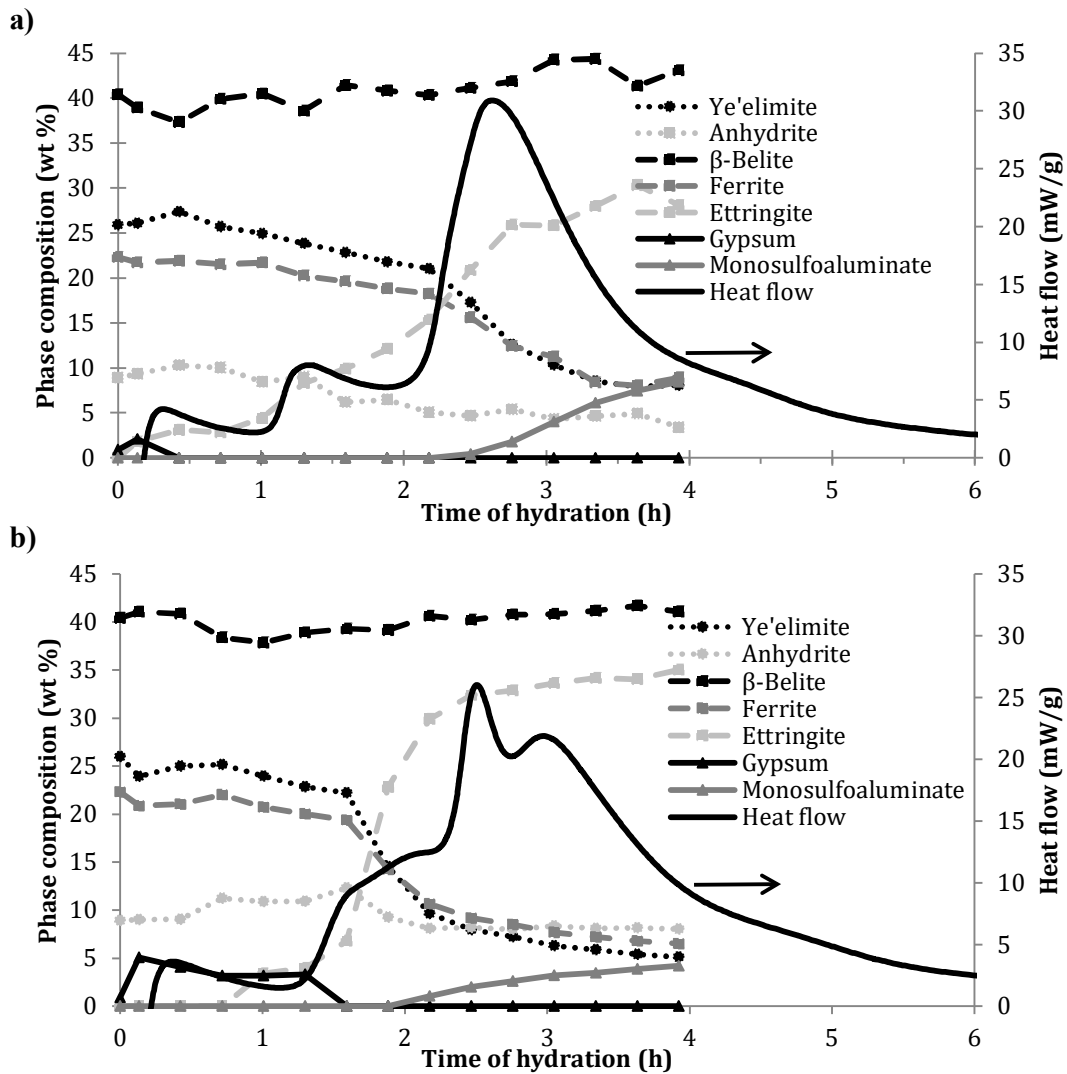 a)
45
40
35
30
25
20
15
10
5
0
Phase composition (wt %)
35
30
25
20
15
10
5
0
Heat flow (mW/g)
Ye'elimite
Anhydrite
β-Belite
Ferrite
Ettringite
Gypsum
Monosulfoaluminate
Heat flow
0 1 2 3 4 5 6
Time of hydration (h)
b)
45
40
35
30
25
20
15
10
5
0
Phase composition (wt %)
35
30
25
20
15
10
5
0
Heat flow (mW/g)
Ye'elimite
Anhydrite
β-Belite
Ferrite
Ettringite
Gypsum
Monosulfoaluminate
Heat flow
0 1 2 3 4 5 6
Time of hydration (h)